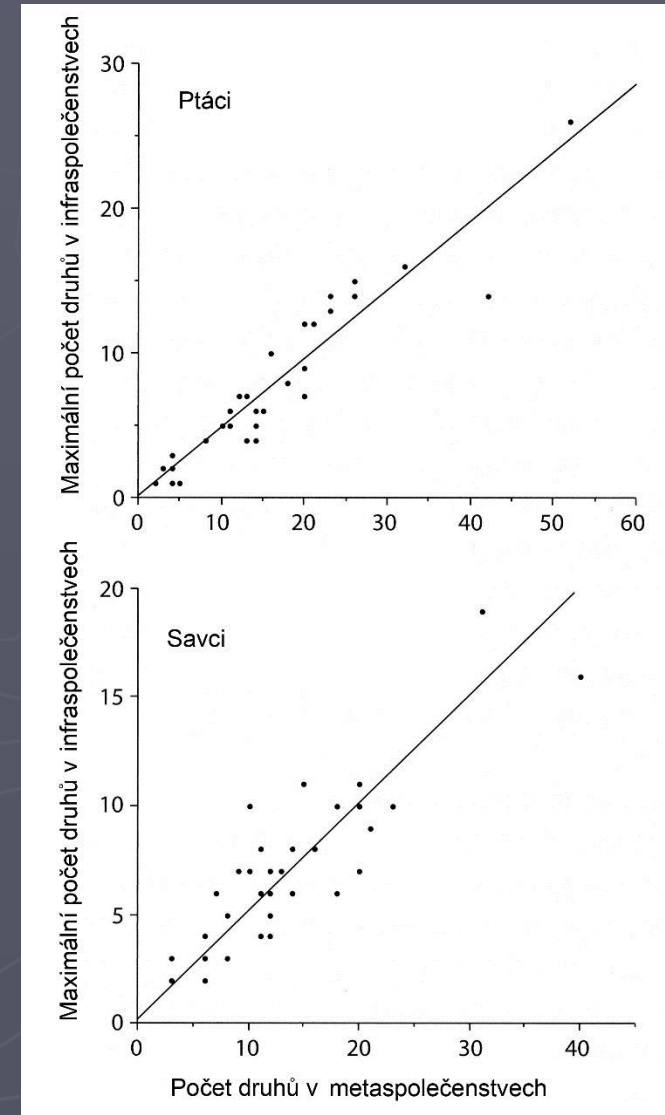 Maximální počet druhů v infraspolečenstvech
30
20
10
0
Ptáci
0 10 20 30 40 50 60
Maximální počet druhů v infraspolečenstvech
20
15
10
5
0
Savci
0 10 20 30 40
Počet druhů v metaspolečenstvech